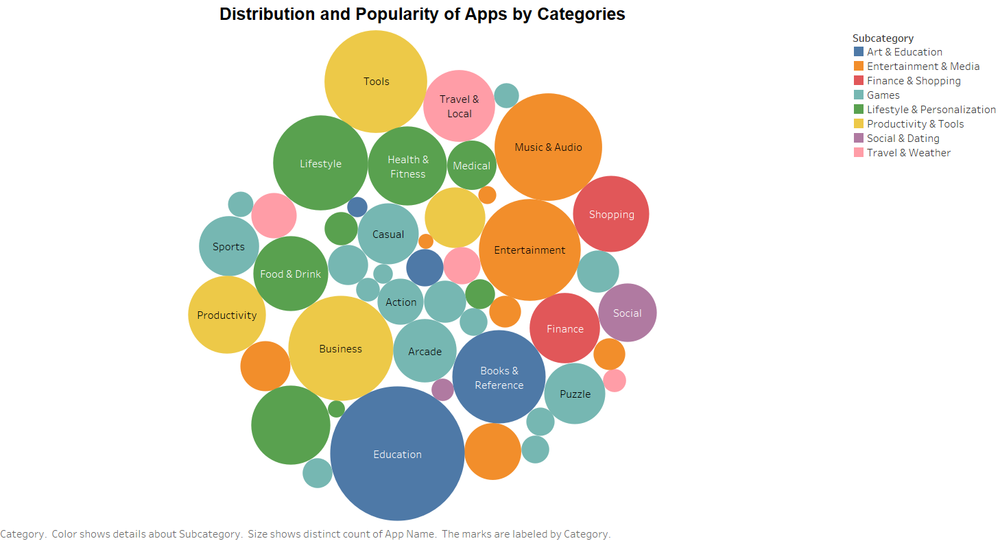 Distribution and Popularity of Apps by Categories
Subcategory
Art & Education
Entertainment & Media
Finance & Shopping
Games
Lifestyle & Personalization
Productivity & Tools
Social & Dating
Travel & Weather
Tools
Travel &
Local
Music & Audio
Lifestyle
Health &
Fitness
Medical
Shopping
Casual
Sports
Entertainment
Food & Drink
Action
Productivity
Social
Finance
Business
Arcade
Books &
Reference
Puzzle
Education
Category.  Color shows details about Subcategory.  Size shows distinct count of App Name.  The marks are labeled by Category.